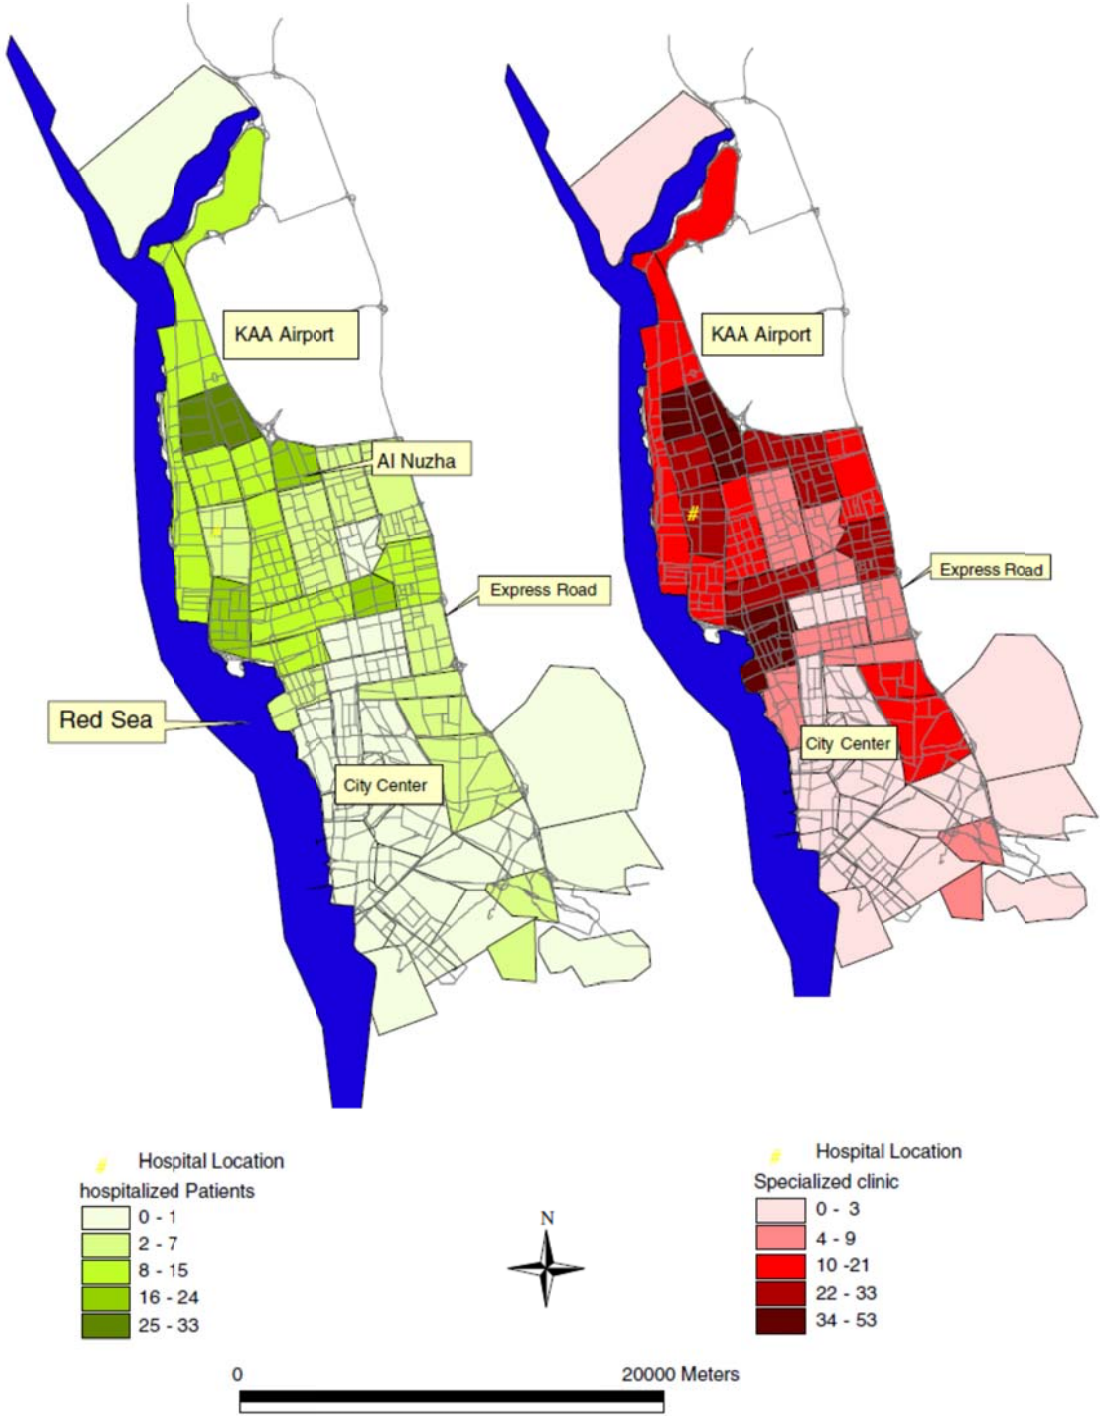 KAA Airport
KAA Airport
Al Nuzha
Express Road
Express Road
Red Sea
City Center
City Center
# Hospital Location
hospitalized Patients
0 - 1
2 - 7
8 - 15
16 - 24
25 - 33
N
# Hospital Location
Specialized clinic
0 - 3
4 - 9
10 -21
22 - 33
34 - 53
0 20000 Meters